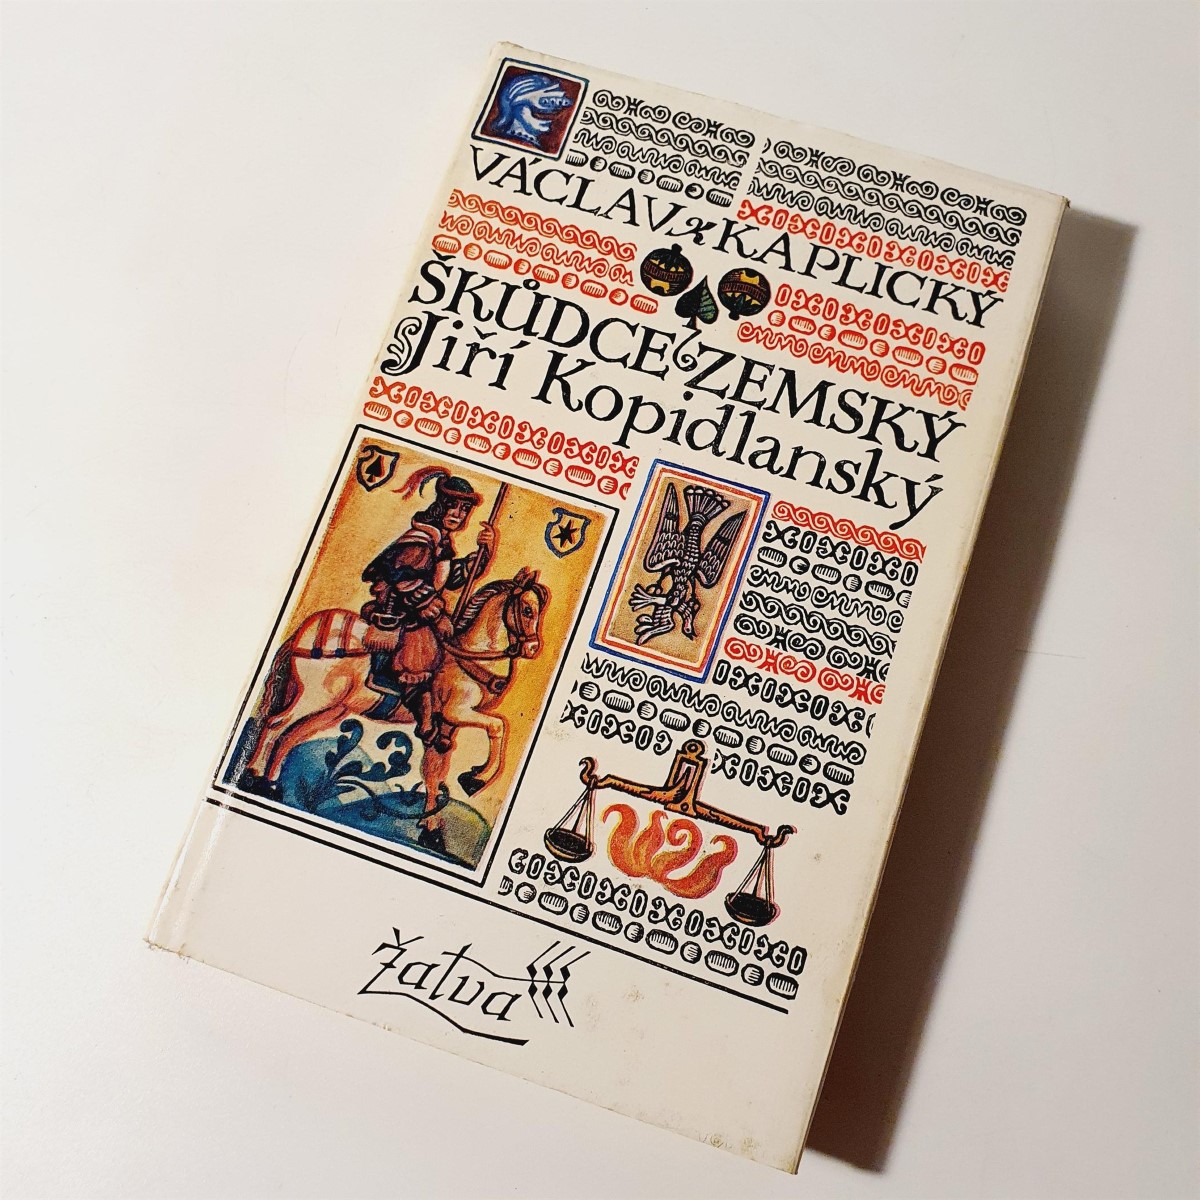 VÁCLAV KAPLICKÝ
ŠKŮDCE ZEMSKÝ
Jiří Kopidlanský
Žatva